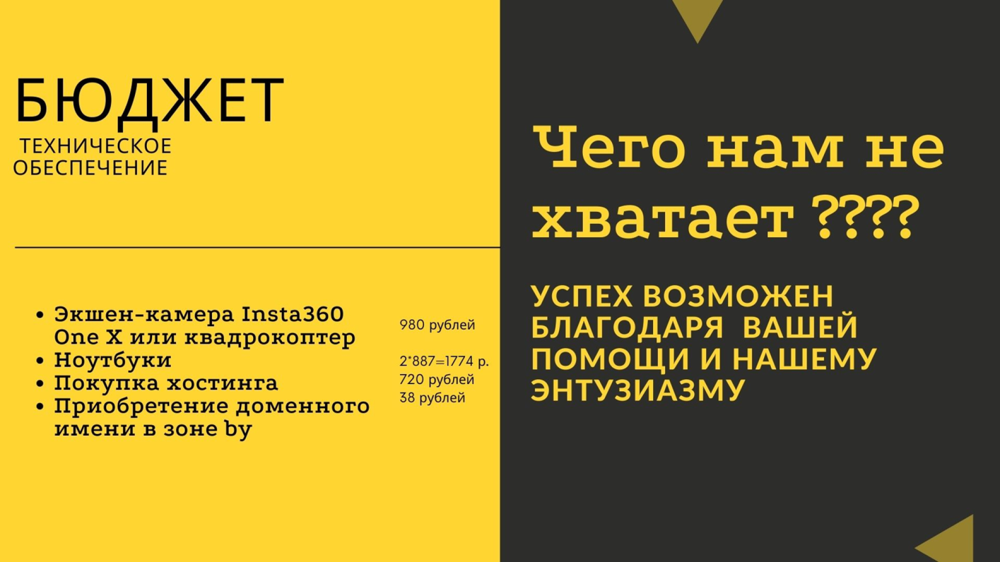 БЮДЖЕТ
ТЕХНИЧЕСКОЕ
ОБЕСПЕЧЕНИЕ
• Экшен-камера Insta360
One X или квадрокоптер
• Ноутбуки
• Покупка хостинга
• Приобретение доменного
имени в зоне by
980 рублей
2*887=1774 р.
720 рублей
38 рублей
Чего нам не
хватает ????
УСПЕХ ВОЗМОЖЕН
БЛАГОДАРЯ ВАШЕЙ
ПОМОЩИ И НАШЕМУ
ЭНТУЗИАЗМУ